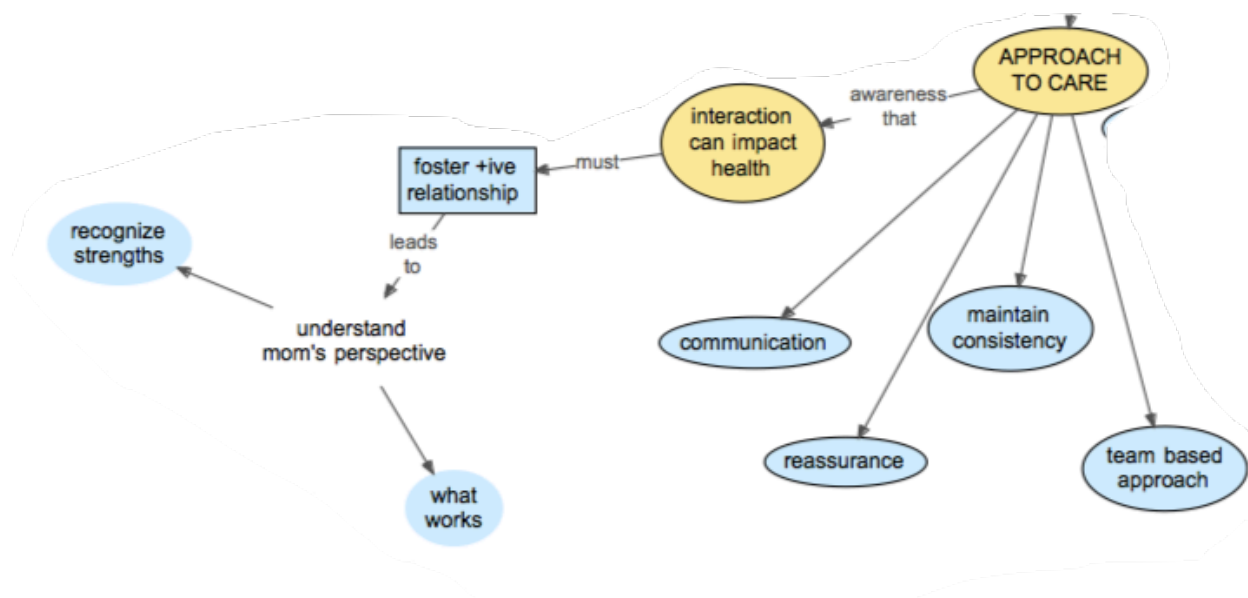 APPROACH
TO CARE
awareness
that
interaction
can impact
health
must
foster +ive
relationship
leads
to
recognize
strengths
understand
mom's perspective
what
works
communication
maintain
consistency
reassurance
team based
approach